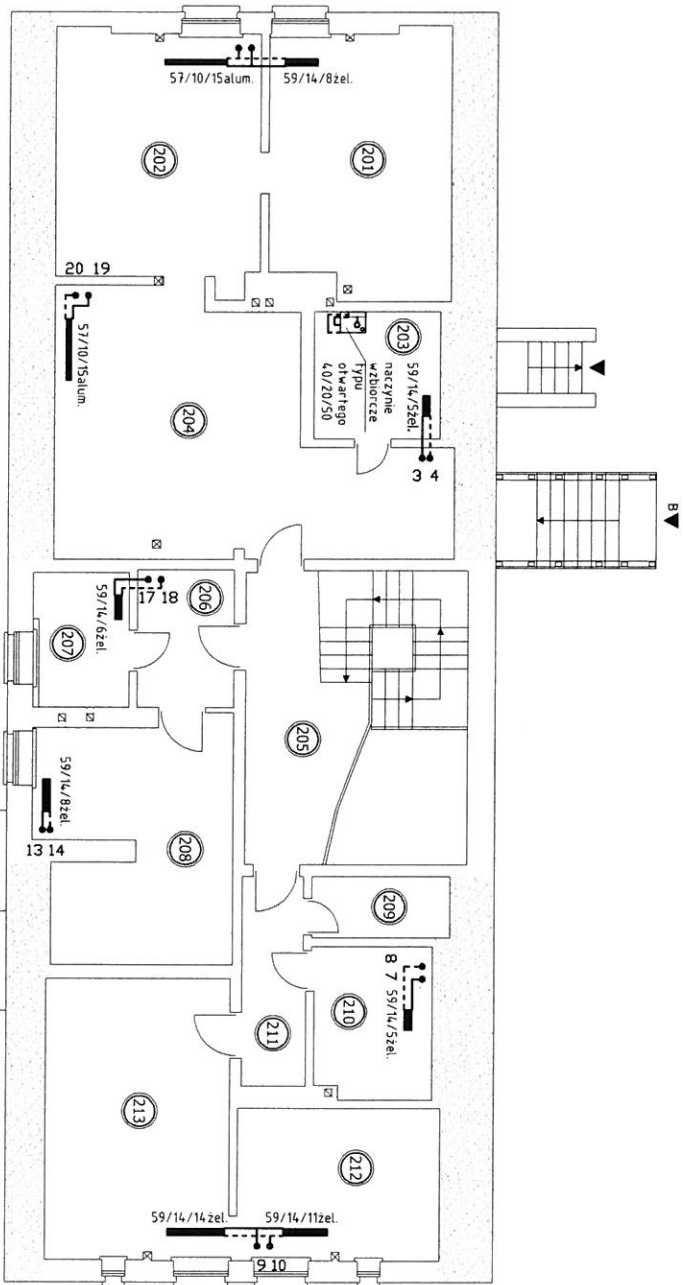 57/10/15alum.
59/14/8żel.
202
201
20 19
57/10/15alum.
204
203
59/14/5żel.
naczynie
wzbiorcze
typu
otwartego
40/20/50
3 4
B
17 18
206
59/14/6żel.
207
205
59/14/8żel.
13 14
208
209
8
7
59/14/5żel.
210
211
213
212
59/14/14żel.
59/14/11żel.
9 10